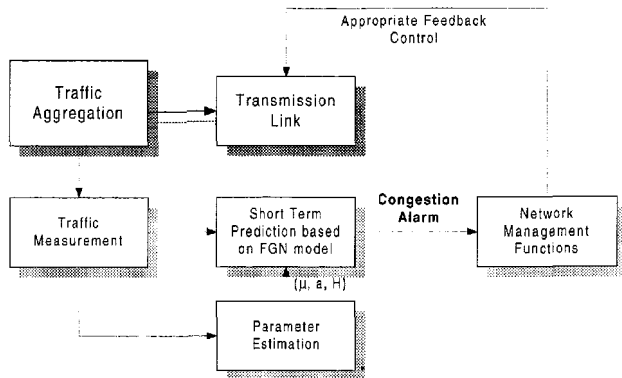 Appropriate Feedback
Control
Traffic
Aggregation
Transmission
Link
Traffic
Measurement
Short Term
Prediction based
on FGN model
Congestion
Alarm
Network
Management
Functions
(μ, a, H)
Parameter
Estimation